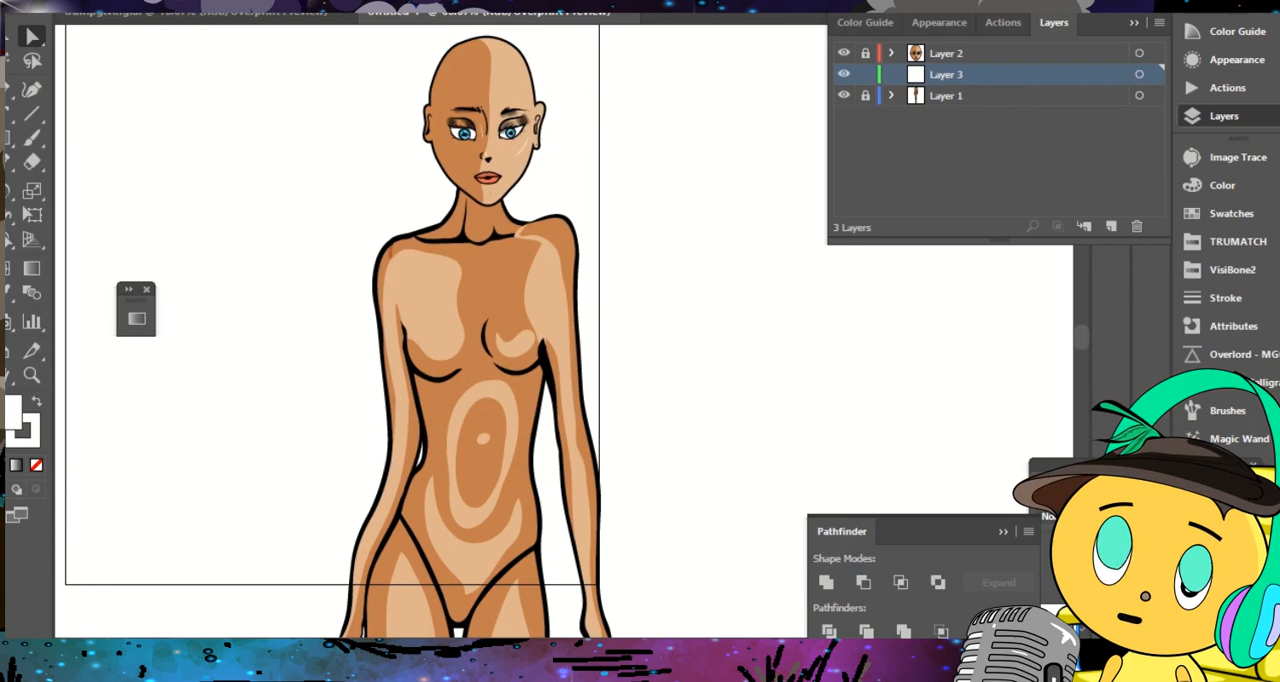 Color Guide
Appearance
Actions
Layers
Layer 2
Layer 3
Layer 1
3 Layers
Color Guide
Appearance
Actions
Layers
Image Trace
Color
Swatches
TRUMATCH
VisiBone2
Stroke
Attributes
Overlord - M
Brushes
Magic Wand
Pathfinder
Shape Modes:
Expand
Pathfinders: